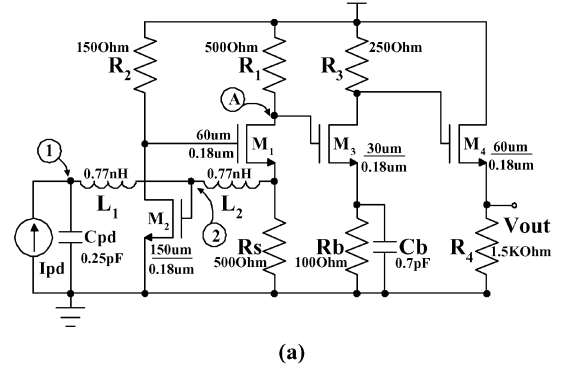 150Ohm
R2
500Ohm
R1
R3
250Ohm
A
60um
0.18um
M1
M3
30um
0.18um
M4
60um
0.18um
1
0.77nH
L1
0.77nH
L2
M2
2
Ipd
Cpd
0.25pF
150um
0.18um
Rs
500Ohm
Rb
100Ohm
Cb
0.7pF
Vout
R4
1.5KOhm
(a)